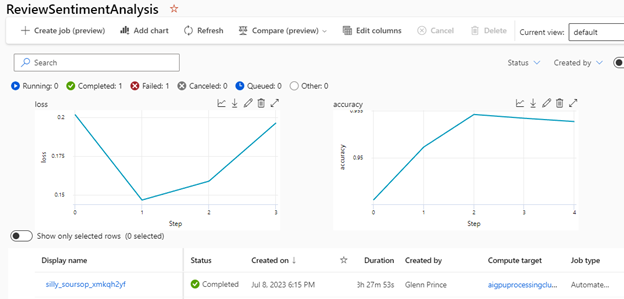 ReviewSentimentAnalysis
Create job (preview) Add chart Refresh Compare (preview) Edit columns Cancel Delete Current view: default
Search Status Created by
Running: 0 Completed: 1 Failed: 1 Canceled: 0 Queued: 0 Other: 0
loss accuracy
0.2 0.955
0.175 0.95
0.15
loss accuracy
0 1 2 3 0 1 2 3 4
Step Step
Show only selected rows (0 selected)
Display name Status Created on Duration Created by Compute target Job type
silly_soursop_xmkqh2yf Completed Jul 8, 2023 6:15 PM 3h 27m 53s Glenn Prince aigpuprocessingclu... Automate...